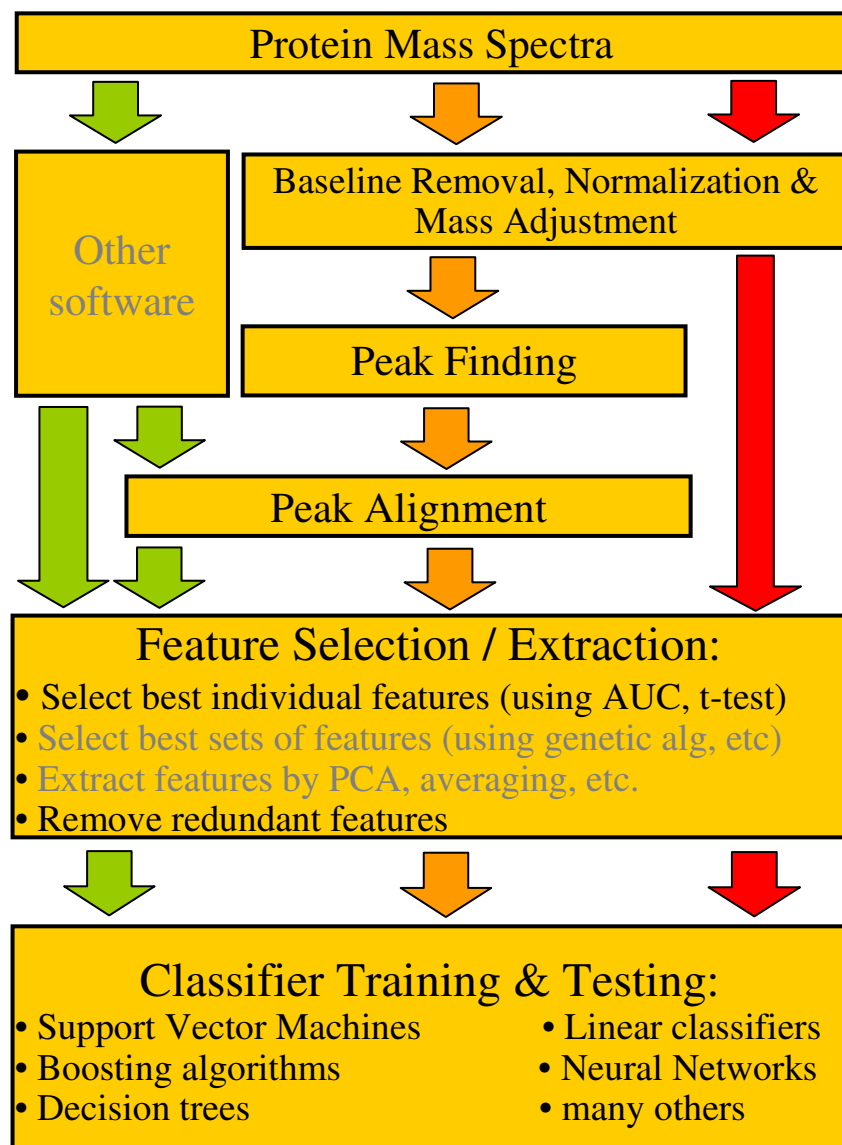 Protein Mass Spectra
Other
software
Baseline Removal, Normalization &
Mass Adjustment
Peak Finding
Peak Alignment
Feature Selection / Extraction:
• Select best individual features (using AUC, t-test)
• Select best sets of features (using genetic alg, etc)
• Extract features by PCA, averaging, etc.
• Remove redundant features
Classifier Training & Testing:
• Support Vector Machines
• Boosting algorithms
• Decision trees
• Linear classifiers
• Neural Networks
• many others